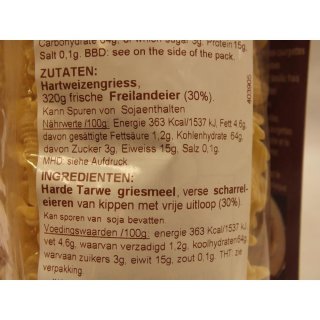 Carbohydrate 64g, of which sugar 3g. Protein 15g,
Salt 0,1g. BBD: see on the side of the pack.
ZUTATEN:
Hartweizengriess,
320g frische Freilandeier (30%).
Kann Spuren von Sojaenthalten
Nährwerte /100g: Energie 363 Kcal/1537 kJ, Fett 4,6g,
davon gesättigte Fettsäure 1,2g, Kohlenhydrate 64g,
davon Zucker 3g, Eiweiss 15g, Salz 0,1g.
MHD: siehe Aufdruck.
INGREDIENTEN:
Harde Tarwe griesmeel, verse scharrel-
eieren van kippen met vrije uitloop (30%).
Kan sporen van soja bevatten.
Voedingswaarden /100g: energie 363 Kcal/1537 kJ,
vet 4,6g, waarvan verzadigd 1,2g, koolhydraten64g
waarvan zuikers 3g, eiwit 15g, zout 0,1g. THT: zie
verpakking.